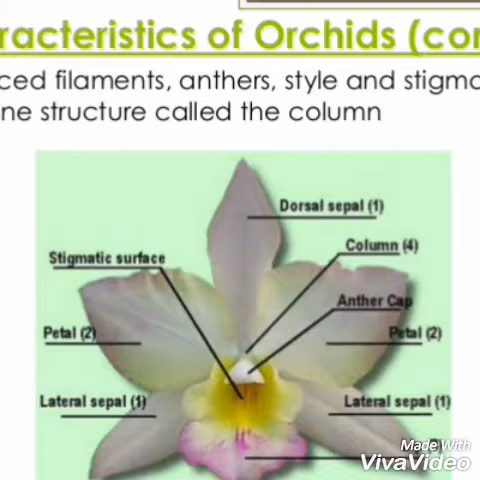 racteristics of Orchids (con
ced filaments, anthers, style and stigma
ne structure called the column
Dorsal sepal (1)
Column (4)
Stigmatic surface
Anther Cap
Petal (2)
Petal (2)
Lateral sepal (1)
Lateral sepal (1)
Made With
VivaVideo